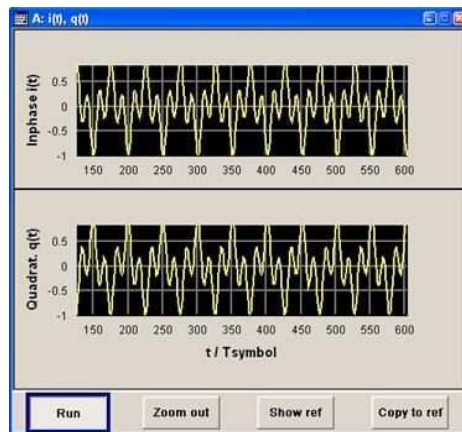 A: i(t), q(t)
Inphase i(t)
0.5
0
-0.5
-1
150 200 250 300 350 400 450 500 550 600
Quadrat. q(t)
0.5
0
-0.5
-1
150 200 250 300 350 400 450 500 550 600
t / Tsymbol
Run Zoom out Show ref Copy to ref